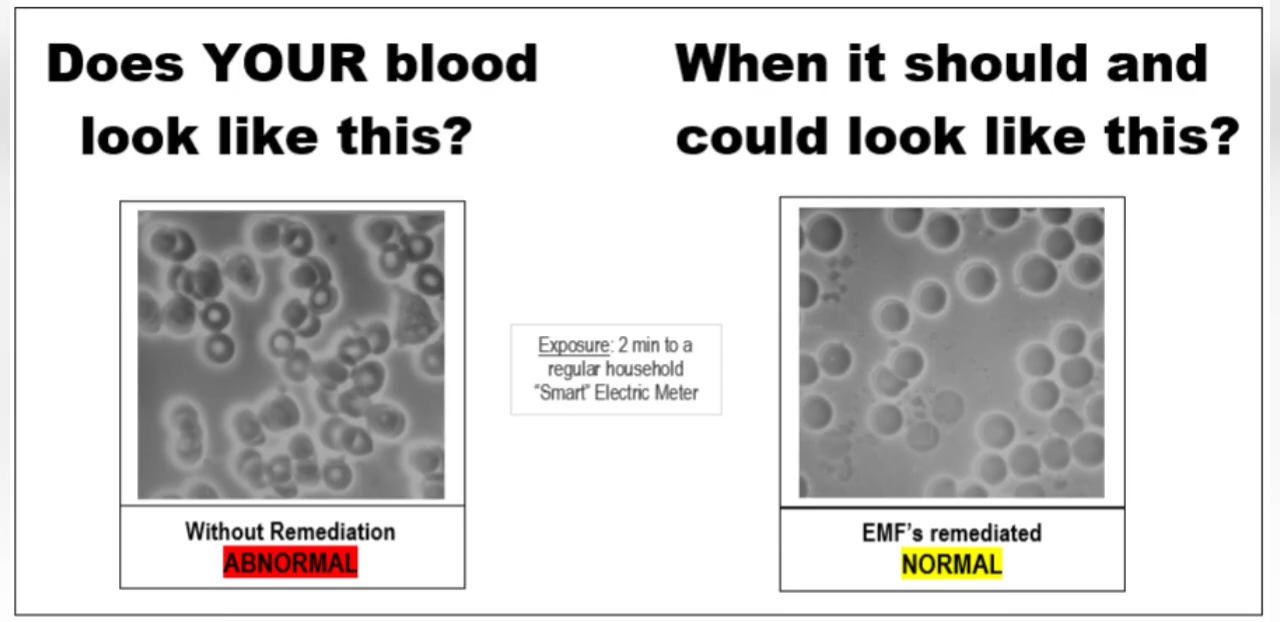 Does YOUR blood
look like this?
When it should and
could look like this?
Exposure: 2 min to a
regular household
“Smart” Electric Meter
Without Remediation
ABNORMAL
EMF’s remediated
NORMAL